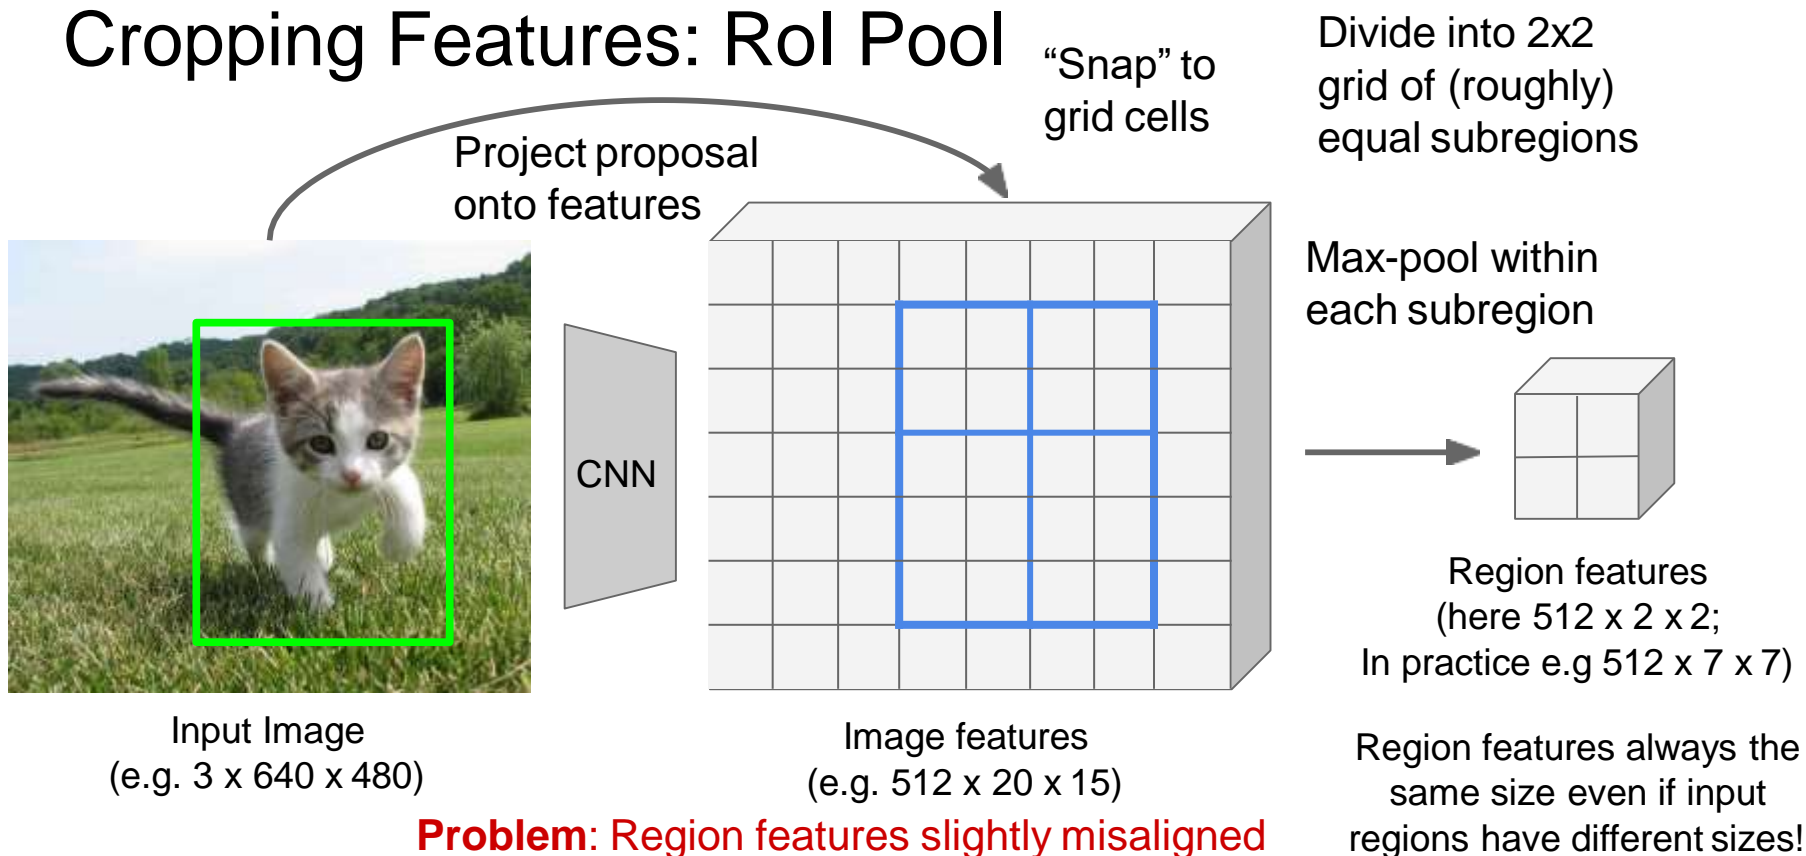 Cropping Features: RoI Pool
“Snap” to
grid cells
Divide into 2x2
grid of (roughly)
equal subregions
Project proposal
onto features
Max-pool within
each subregion
CNN
Input Image
(e.g. 3 x 640 x 480)
Image features
(e.g. 512 x 20 x 15)
Region features
(here 512 x 2 x 2;
In practice e.g 512 x 7 x 7)
Region features always the
same size even if input
regions have different sizes!
Problem: Region features slightly misaligned